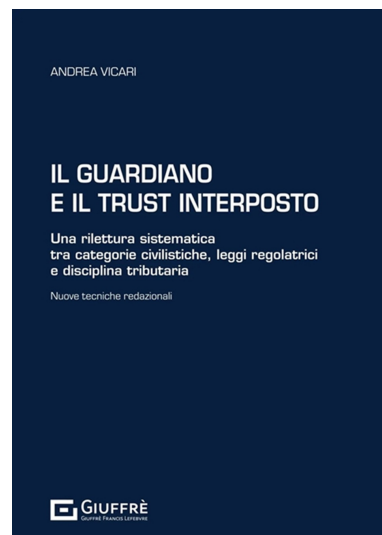 ANDREA VICARI
IL GUARDIANO
E IL TRUST INTERPOSTO
Una rilettura sistematica
tra categorie civilistiche, leggi regolatrici
e disciplina tributaria
Nuove tecniche redazionali
GIUFFRÈ
GIUFFRÈ FRANCIS LEFEBVRE